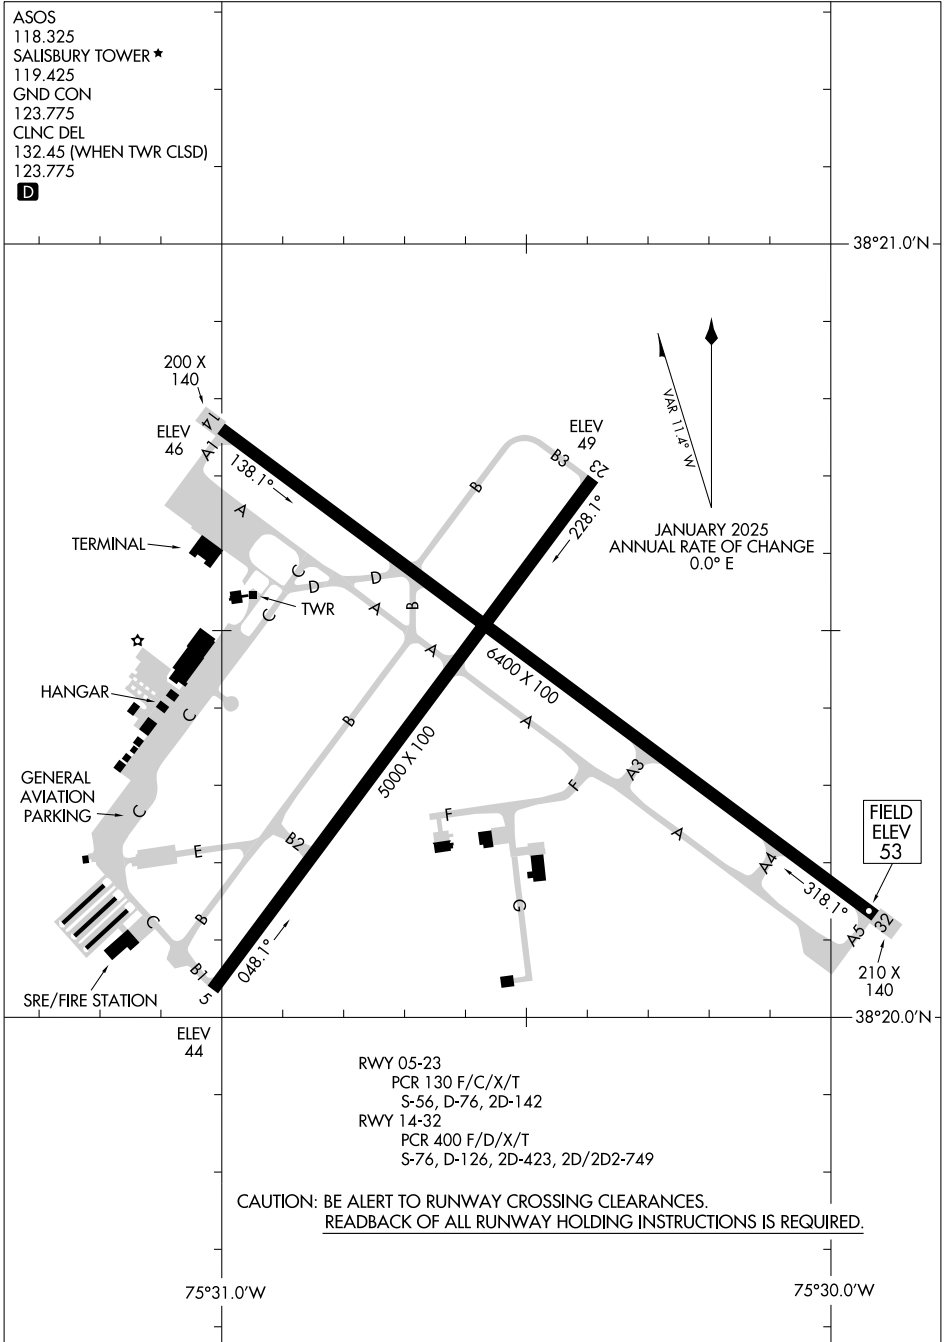 ASOS
118.325
SALISBURY TOWER ★
119.425
GND CON
123.775
CLNC DEL
132.45 (WHEN TWR CLSD)
123.775
D
38°21.0'N
200 X
140
14
ELEV
46
A1
138.1°
A
B
B3
ELEV
49
23
228.1°
VAR 11.4° W
JANUARY 2025
ANNUAL RATE OF CHANGE
0.0° E
TERMINAL
C
D
D
TWR
C
A
B
A
6400 X 100
HANGAR
C
B
5000 X 100
A
A3
F
GENERAL
AVIATION
PARKING
C
E
B2
F
A
A4
FIELD
ELEV
53
318.1°
G
C
B
B1
5
048.1°
A5
32
210 X
140
SRE/FIRE STATION
38°20.0'N
ELEV
44
RWY 05-23
PCR 130 F/C/X/T
S-56, D-76, 2D-142
RWY 14-32
PCR 400 F/D/X/T
S-76, D-126, 2D-423, 2D/2D2-749
CAUTION: BE ALERT TO RUNWAY CROSSING CLEARANCES.
READBACK OF ALL RUNWAY HOLDING INSTRUCTIONS IS REQUIRED.
75°31.0'W
75°30.0'W